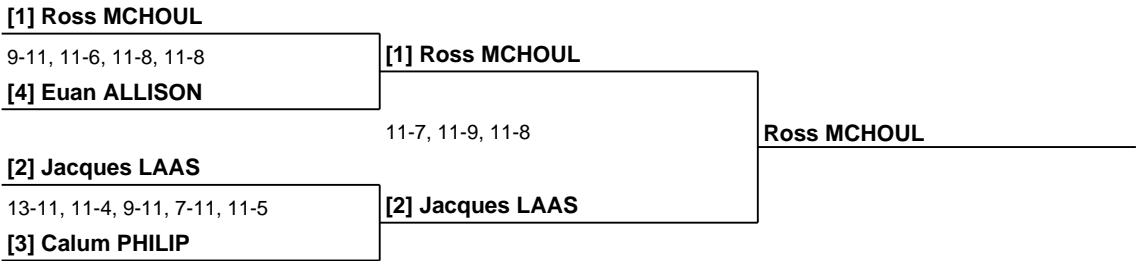 [1] Ross MCHOUL
9-11, 11-6, 11-8, 11-8
[1] Ross MCHOUL
[4] Euan ALLISON
11-7, 11-9, 11-8
Ross MCHOUL
[2] Jacques LAAS
13-11, 11-4, 9-11, 7-11, 11-5
[2] Jacques LAAS
[3] Calum PHILIP